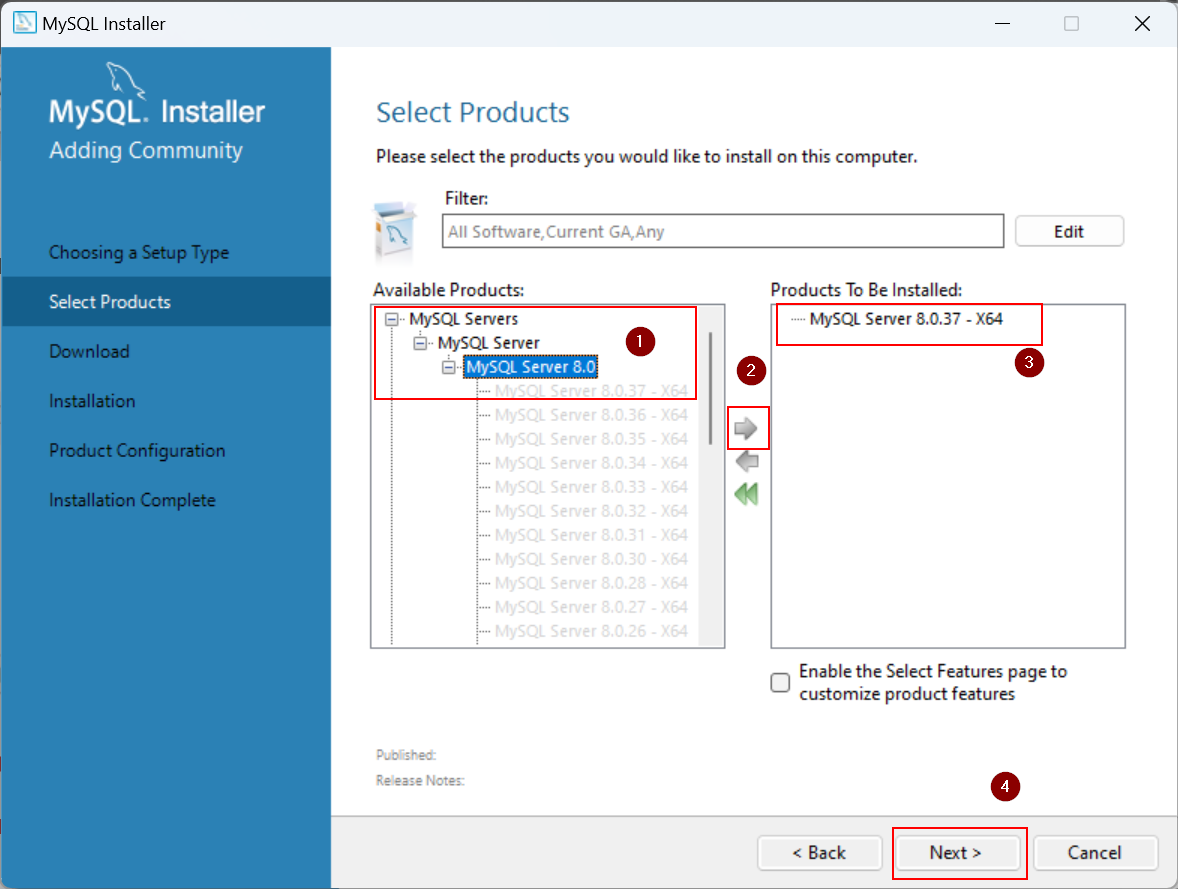 MySQL Installer
MySQL. Installer
Adding Community
Choosing a Setup Type
Select Products
Download
Installation
Product Configuration
Installation Complete
Select Products
Please select the products you would like to install on this computer.
Filter:
All Software,Current GA,Any
Edit
Available Products:
MySQL Servers
MySQL Server
MySQL Server 8.0
MySQL Server 8.0.37 - X64
MySQL Server 8.0.36 - X64
MySQL Server 8.0.35 - X64
MySQL Server 8.0.34 - X64
MySQL Server 8.0.33 - X64
MySQL Server 8.0.32 - X64
MySQL Server 8.0.31 - X64
MySQL Server 8.0.30 - X64
MySQL Server 8.0.28 - X64
MySQL Server 8.0.27 - X64
MySQL Server 8.0.26 - X64
1
2
Products To Be Installed:
MySQL Server 8.0.37 - X64
3
Enable the Select Features page to
customize product features
Published:
Release Notes:
4
< Back
Next >
Cancel